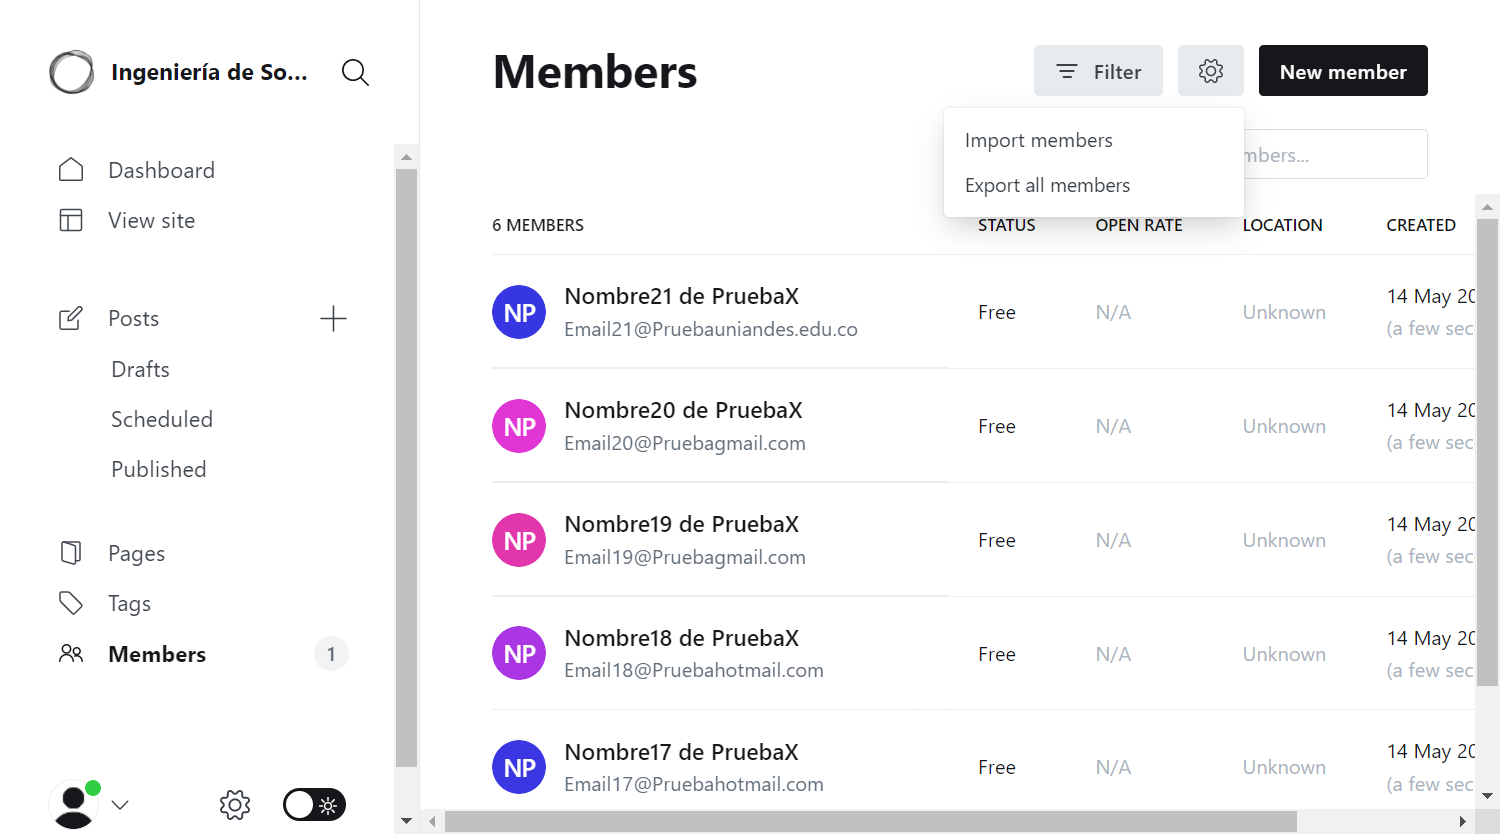 Ingeniería de So...
Dashboard
View site
Posts
Drafts
Scheduled
Published
Pages
Tags
Members 1
Members
Filter
New member
Import members
Export all members
mbers...
6 MEMBERS STATUS OPEN RATE LOCATION CREATED
NP Nombre21 de PruebaX Free N/A Unknown 14 May 20
Email21@Pruebauniandes.edu.co (a few sec
NP Nombre20 de PruebaX Free N/A Unknown 14 May 20
Email20@Pruebagmail.com (a few sec
NP Nombre19 de PruebaX Free N/A Unknown 14 May 20
Email19@Pruebagmail.com (a few sec
NP Nombre18 de PruebaX Free N/A Unknown 14 May 20
Email18@Pruebahotmail.com (a few sec
NP Nombre17 de PruebaX Free N/A Unknown 14 May 20
Email17@Pruebahotmail.com (a few sec